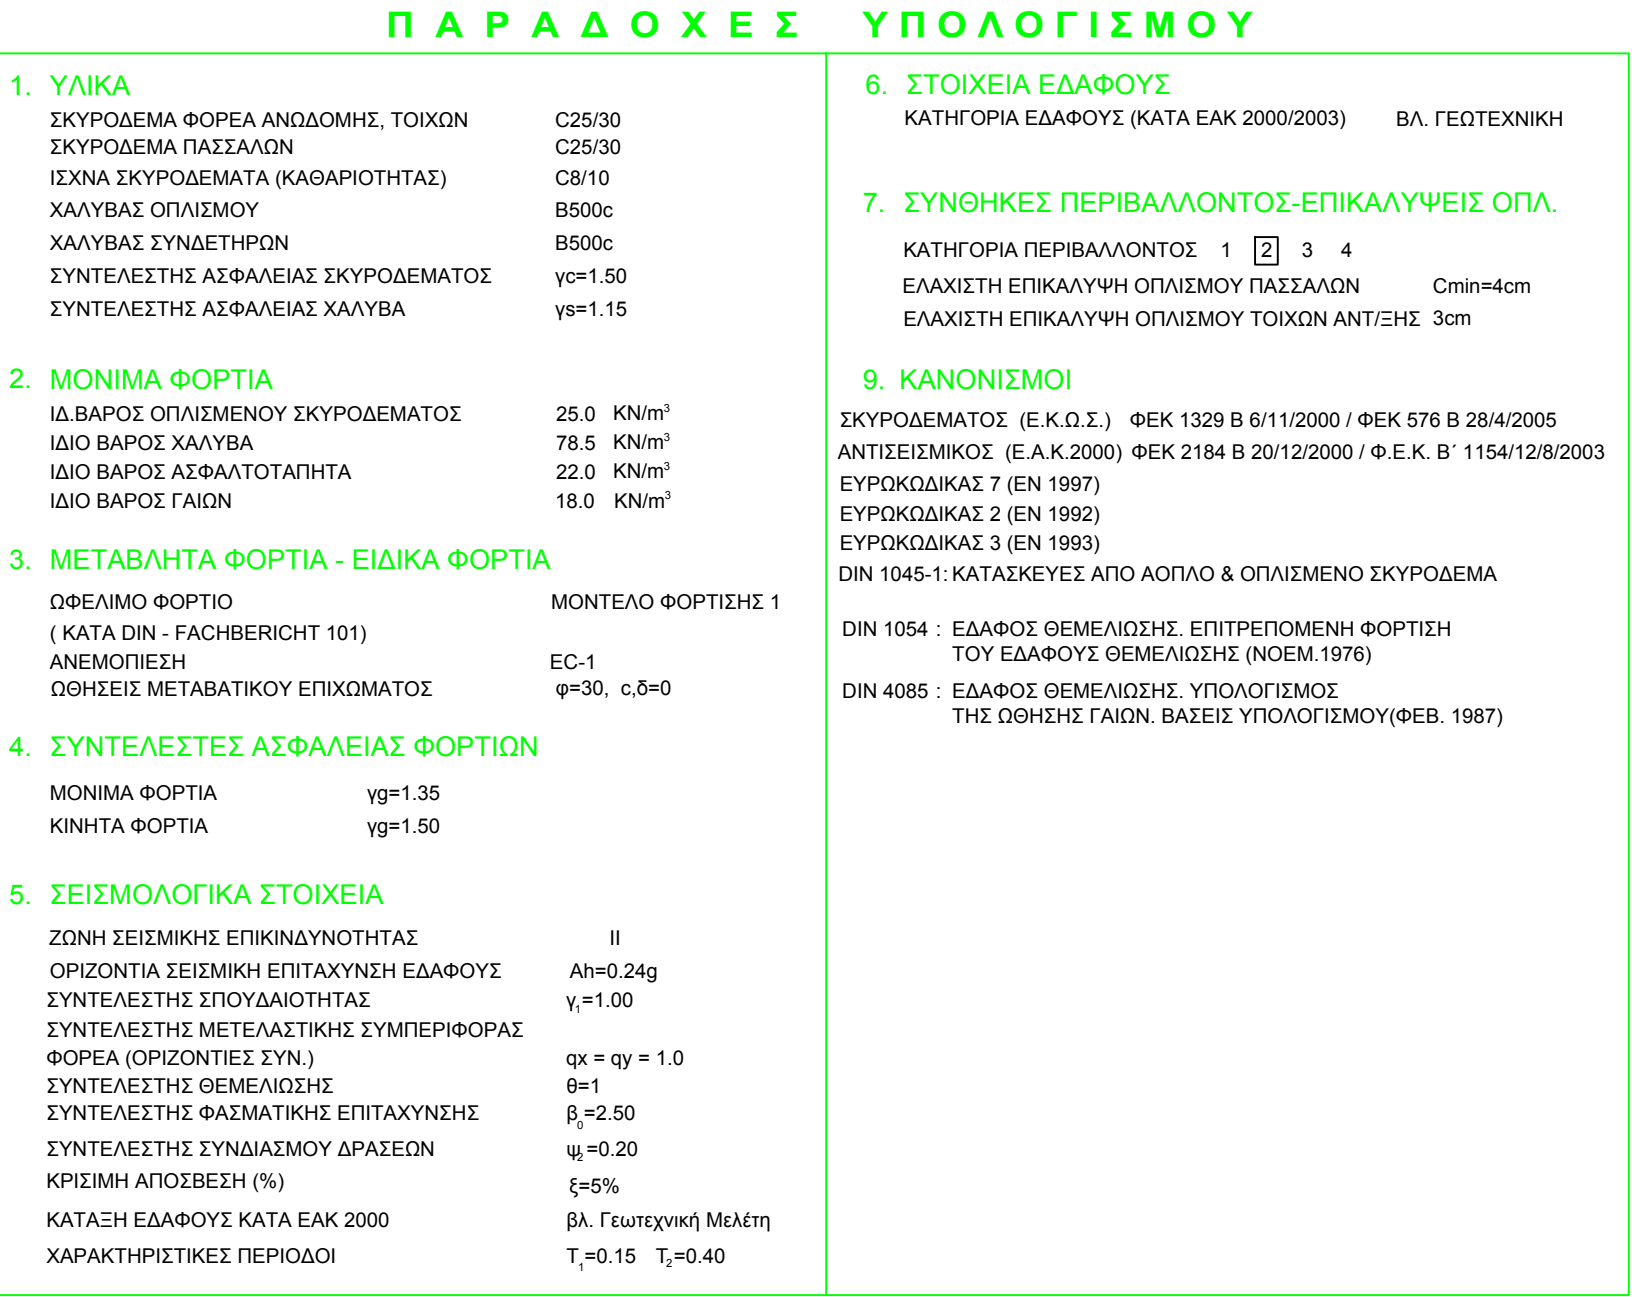 ΠΑΡΑΔΟΧΕΣ ΥΠΟΛΟΓΙΣΜΟΥ
1. ΥΛΙΚΑ
ΣΚΥΡΟΔΕΜΑ ΦΟΡΕΑ ΑΝΩΔΟΜΗΣ, ΤΟΙΧΩΝ C25/30
ΣΚΥΡΟΔΕΜΑ ΠΑΣΣΑΛΩΝ C25/30
ΙΣΧΝΑ ΣΚΥΡΟΔΕΜΑΤΑ (ΚΑΘΑΡΙΟΤΗΤΑΣ) C8/10
ΧΑΛΥΒΑΣ ΟΠΛΙΣΜΟΥ B500c
ΧΑΛΥΒΑΣ ΣΥΝΔΕΤΗΡΩΝ B500c
ΣΥΝΤΕΛΕΣΤΗΣ ΑΣΦΑΛΕΙΑΣ ΣΚΥΡΟΔΕΜΑΤΟΣ γc=1.50
ΣΥΝΤΕΛΕΣΤΗΣ ΑΣΦΑΛΕΙΑΣ ΧΑΛΥΒΑ γs=1.15
2. ΜΟΝΙΜΑ ΦΟΡΤΙΑ
ΙΔ.ΒΑΡΟΣ ΟΠΛΙΣΜΕΝΟΥ ΣΚΥΡΟΔΕΜΑΤΟΣ 25.0 KN/m³
ΙΔΙΟ ΒΑΡΟΣ ΧΑΛΥΒΑ 78.5 KN/m³
ΙΔΙΟ ΒΑΡΟΣ ΑΣΦΑΛΤΟΤΑΠΗΤΑ 22.0 KN/m³
ΙΔΙΟ ΒΑΡΟΣ ΓΑΙΩΝ 18.0 KN/m³
3. ΜΕΤΑΒΛΗΤΑ ΦΟΡΤΙΑ - ΕΙΔΙΚΑ ΦΟΡΤΙΑ
ΩΦΕΛΙΜΟ ΦΟΡΤΙΟ ΜΟΝΤΕΛΟ ΦΟΡΤΙΣΗΣ 1
( ΚΑΤΑ DIN - FACHBERICHT 101)
ΑΝΕΜΟΠΙΕΣΗ EC-1
ΩΘΗΣΕΙΣ ΜΕΤΑΒΑΤΙΚΟΥ ΕΠΙΧΩΜΑΤΟΣ φ=30, c,δ=0
4. ΣΥΝΤΕΛΕΣΤΕΣ ΑΣΦΑΛΕΙΑΣ ΦΟΡΤΙΩΝ
ΜΟΝΙΜΑ ΦΟΡΤΙΑ γg=1.35
ΚΙΝΗΤΑ ΦΟΡΤΙΑ γg=1.50
5. ΣΕΙΣΜΟΛΟΓΙΚΑ ΣΤΟΙΧΕΙΑ
ΖΩΝΗ ΣΕΙΣΜΙΚΗΣ ΕΠΙΚΙΝΔΥΝΟΤΗΤΑΣ II
ΟΡΙΖΟΝΤΙΑ ΣΕΙΣΜΙΚΗ ΕΠΙΤΑΧΥΝΣΗ ΕΔΑΦΟΥΣ Ah=0.24g
ΣΥΝΤΕΛΕΣΤΗΣ ΣΠΟΥΔΑΙΟΤΗΤΑΣ γ₁=1.00
ΣΥΝΤΕΛΕΣΤΗΣ ΜΕΤΕΛΑΣΤΙΚΗΣ ΣΥΜΠΕΡΙΦΟΡΑΣ
ΦΟΡΕΑ (ΟΡΙΖΟΝΤΙΕΣ ΣΥΝ.) qx = qy = 1.0
ΣΥΝΤΕΛΕΣΤΗΣ ΘΕΜΕΛΙΩΣΗΣ θ=1
ΣΥΝΤΕΛΕΣΤΗΣ ΦΑΣΜΑΤΙΚΗΣ ΕΠΙΤΑΧΥΝΣΗΣ β₀=2.50
ΣΥΝΤΕΛΕΣΤΗΣ ΣΥΝΔΙΑΣΜΟΥ ΔΡΑΣΕΩΝ ψ₂=0.20
ΚΡΙΣΙΜΗ ΑΠΟΣΒΕΣΗ (%) ξ=5%
ΚΑΤΑΞΗ ΕΔΑΦΟΥΣ ΚΑΤΑ ΕΑΚ 2000 βλ. Γεωτεχνική Μελέτη
ΧΑΡΑΚΤΗΡΙΣΤΙΚΕΣ ΠΕΡΙΟΔΟΙ T₁=0.15 T₂=0.40
6. ΣΤΟΙΧΕΙΑ ΕΔΑΦΟΥΣ
ΚΑΤΗΓΟΡΙΑ ΕΔΑΦΟΥΣ (ΚΑΤΑ ΕΑΚ 2000/2003) ΒΛ. ΓΕΩΤΕΧΝΙΚΗ
7. ΣΥΝΘΗΚΕΣ ΠΕΡΙΒΑΛΛΟΝΤΟΣ-ΕΠΙΚΑΛΥΨΕΙΣ ΟΠΛ.
ΚΑΤΗΓΟΡΙΑ ΠΕΡΙΒΑΛΛΟΝΤΟΣ 1 2 3 4
ΕΛΑΧΙΣΤΗ ΕΠΙΚΑΛΥΨΗ ΟΠΛΙΣΜΟΥ ΠΑΣΣΑΛΩΝ Cmin=4cm
ΕΛΑΧΙΣΤΗ ΕΠΙΚΑΛΥΨΗ ΟΠΛΙΣΜΟΥ ΤΟΙΧΩΝ ΑΝΤ/ΞΗΣ 3cm
9. ΚΑΝΟΝΙΣΜΟΙ
ΣΚΥΡΟΔΕΜΑΤΟΣ (Ε.Κ.Ω.Σ.) ΦΕΚ 1329 Β 6/11/2000 / ΦΕΚ 576 Β 28/4/2005
ΑΝΤΙΣΕΙΣΜΙΚΟΣ (Ε.Α.Κ.2000) ΦΕΚ 2184 Β 20/12/2000 / Φ.Ε.Κ. Β΄ 1154/12/8/2003
ΕΥΡΩΚΩΔΙΚΑΣ 7 (EN 1997)
ΕΥΡΩΚΩΔΙΚΑΣ 2 (EN 1992)
ΕΥΡΩΚΩΔΙΚΑΣ 3 (EN 1993)
DIN 1045-1: ΚΑΤΑΣΚΕΥΕΣ ΑΠΟ ΑΟΠΛΟ & ΟΠΛΙΣΜΕΝΟ ΣΚΥΡΟΔΕΜΑ
DIN 1054 : ΕΔΑΦΟΣ ΘΕΜΕΛΙΩΣΗΣ. ΕΠΙΤΡΕΠΟΜΕΝΗ ΦΟΡΤΙΣΗ
ΤΟΥ ΕΔΑΦΟΥΣ ΘΕΜΕΛΙΩΣΗΣ (ΝΟΕΜ.1976)
DIN 4085 : ΕΔΑΦΟΣ ΘΕΜΕΛΙΩΣΗΣ. ΥΠΟΛΟΓΙΣΜΟΣ
ΤΗΣ ΩΘΗΣΗΣ ΓΑΙΩΝ. ΒΑΣΕΙΣ ΥΠΟΛΟΓΙΣΜΟΥ(ΦΕΒ. 1987)